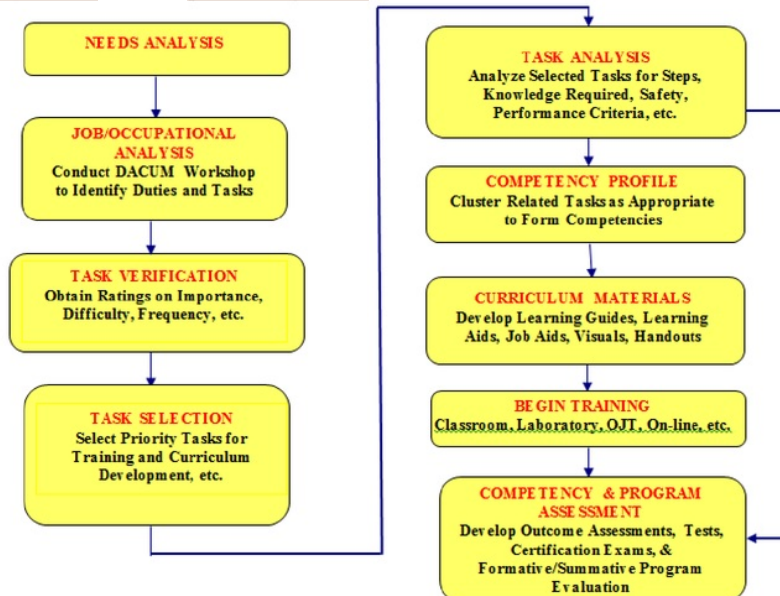 NEEDS ANALYSIS
JOB/OCCUPATIONAL
ANALYSIS
Conduct DACUM Workshop
to Identify Duties and Tasks
TASK VERIFICATION
Obtain Ratings on Importance,
Difficulty, Frequency, etc.
TASK SELECTION
Select Priority Tasks for
Training and Curriculum
Development, etc.
TASK ANALYSIS
Analyze Selected Tasks for Steps,
Knowledge Required, Safety,
Performance Criteria, etc.
COMPETENCY PROFILE
Cluster Related Tasks as Appropriate
to Form Competencies
CURRICULUM MATERIALS
Develop Learning Guides, Learning
Aids, Job Aids, Visuals, Handouts
BEGIN TRAINING
Classroom, Laboratory, OJT, On-line, etc.
COMPETENCY & PROGRAM
ASSESSMENT
Develop Outcome Assessments, Tests,
Certification Exams, &
Formative/Summative Program
Evaluation